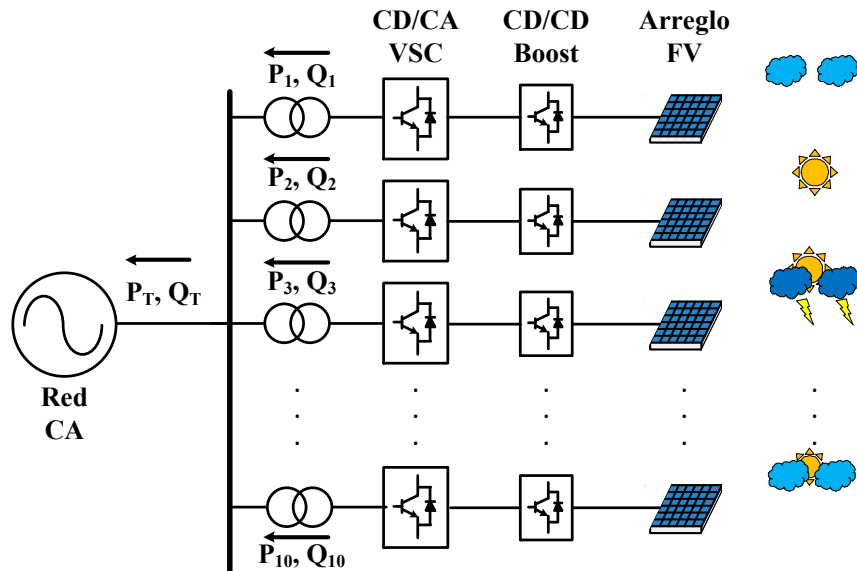 CD/CA
VSC
CD/CD
Boost
Arreglo
FV
P1, Q1
P2, Q2
P3, Q3
PT, QT
Red
CA
P10, Q10